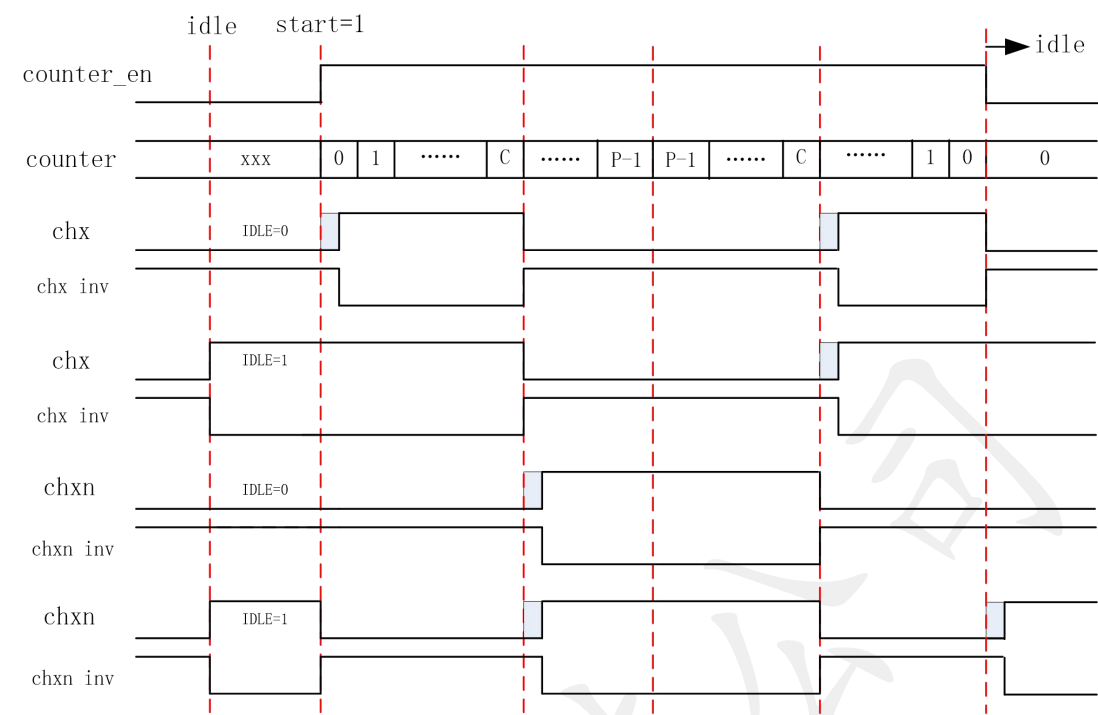 idle start=1
idle
counter_en
counter xxx 0 1 …… C …… P-1 P-1 …… C …… 1 0 0
chx IDLE=0
chx inv
chx IDLE=1
chx inv
chxn IDLE=0
chxn inv
chxn IDLE=1
chxn inv